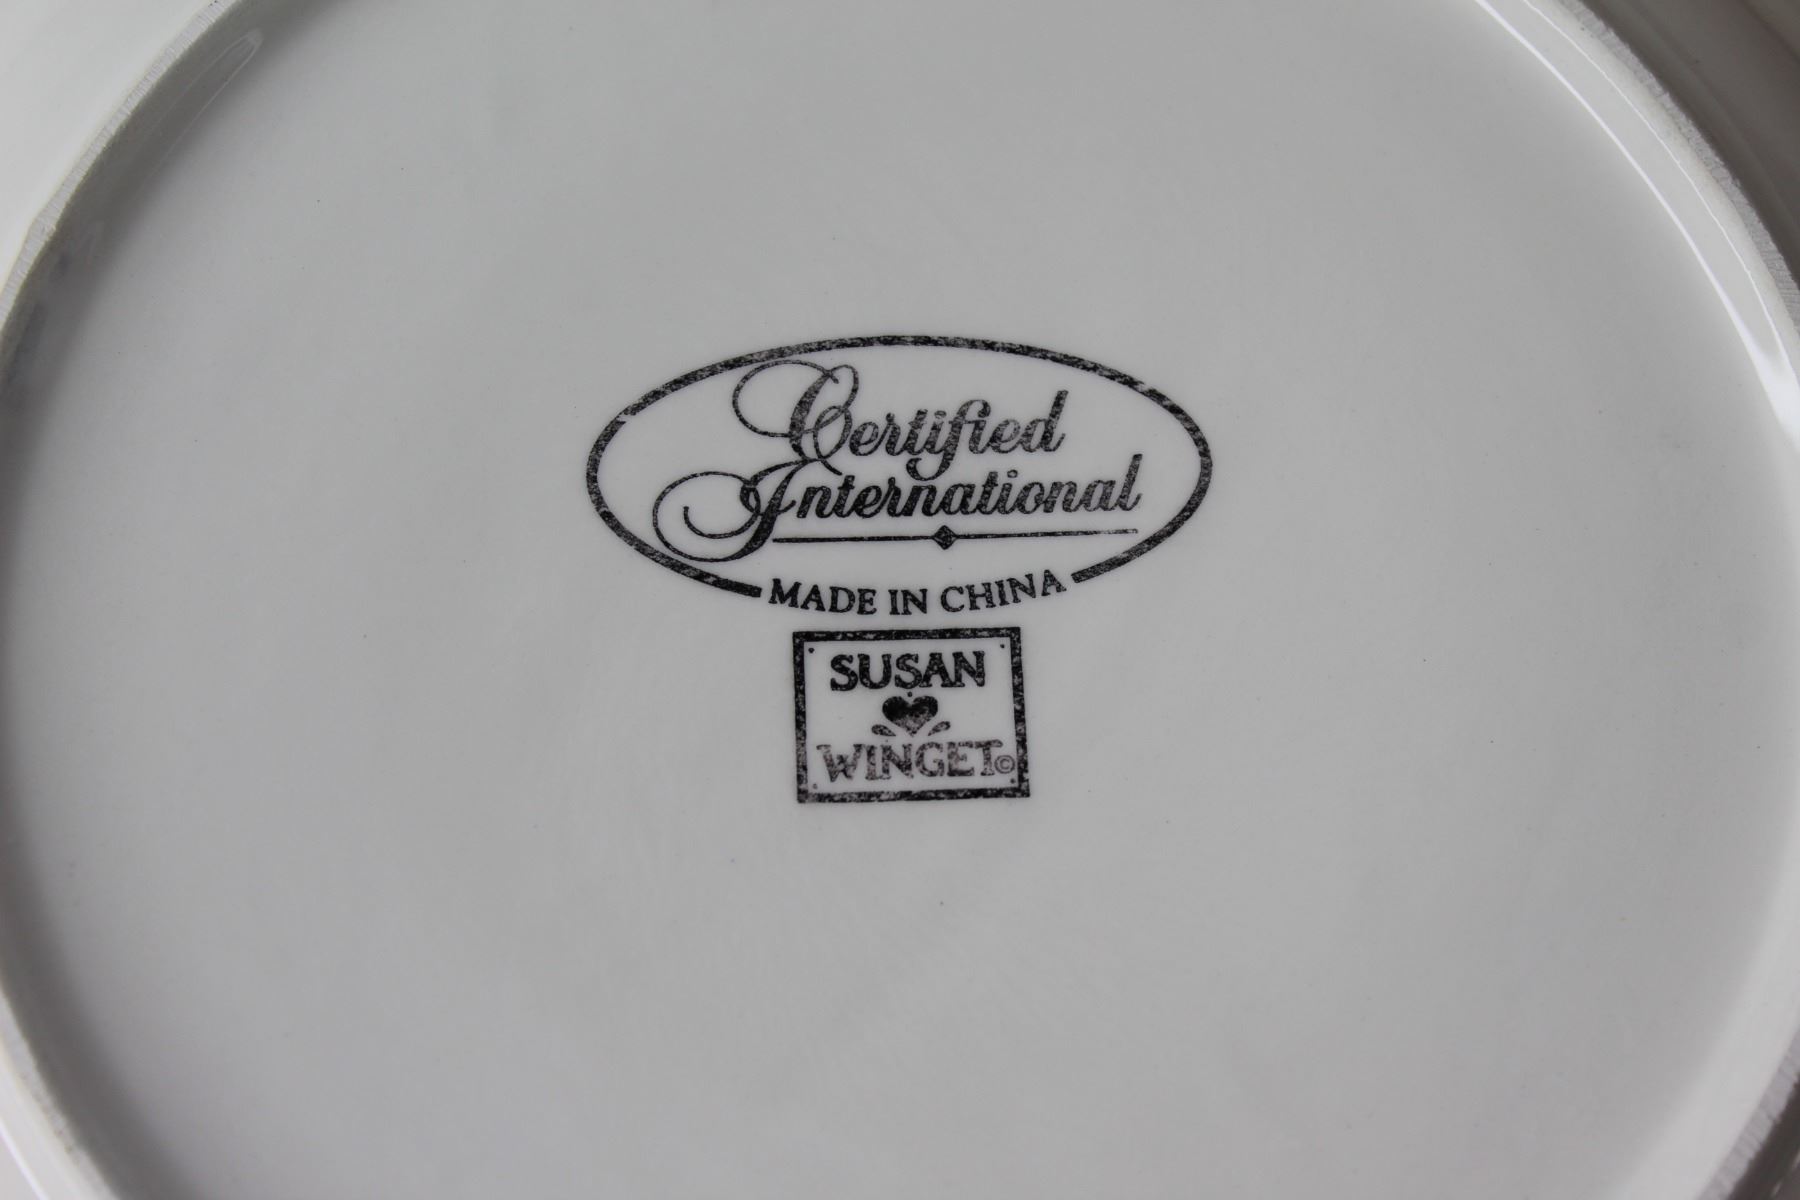 Certified
International
MADE IN CHINA
SUSAN
WINGET©